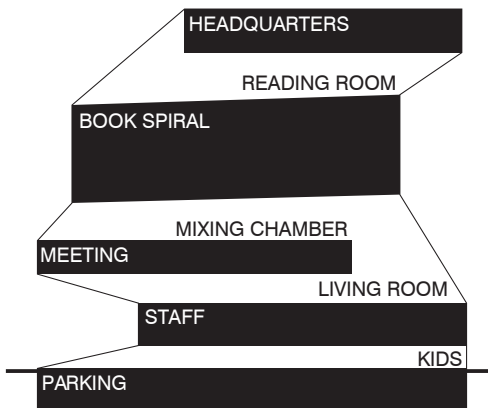 HEADQUARTERS
READING ROOM
BOOK SPIRAL
MIXING CHAMBER
MEETING
LIVING ROOM
STAFF
KIDS
PARKING